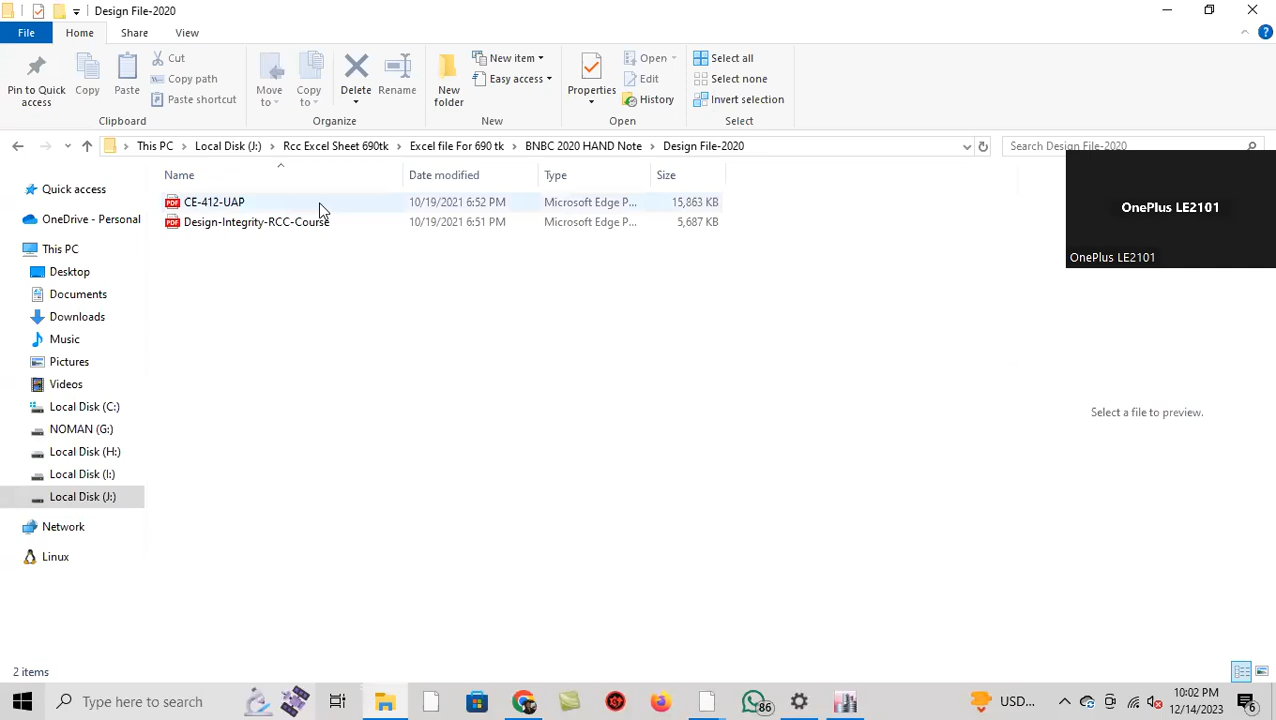 Design File-2020
File Home Share View
Pin to Quick access
Copy
Paste
Cut
Copy path
Paste shortcut
Clipboard
Move to
Copy to
Delete
Rename
Organize
New folder
New item
Easy access
New
Properties
Open
Edit
History
Open
Select all
Select none
Invert selection
Select
This PC Local Disk (J:) Rcc Excel Sheet 690tk Excel file For 690 tk BNBC 2020 HAND Note Design File-2020
Search Design File-2020
Name Date modified Type Size
CE-412-UAP 10/19/2021 6:52 PM Microsoft Edge P... 15,863 KB
Design-Integrity-RCC-Course 10/19/2021 6:51 PM Microsoft Edge P... 5,687 KB
Quick access
OneDrive - Personal
This PC
Desktop
Documents
Downloads
Music
Pictures
Videos
Local Disk (C:)
NOMAN (G:)
Local Disk (H:)
Local Disk (I:)
Local Disk (J:)
Network
Linux
OnePlus LE2101
OnePlus LE2101
Select a file to preview.
2 items
Type here to search
86
USD...
10:02 PM
12/14/2023
6